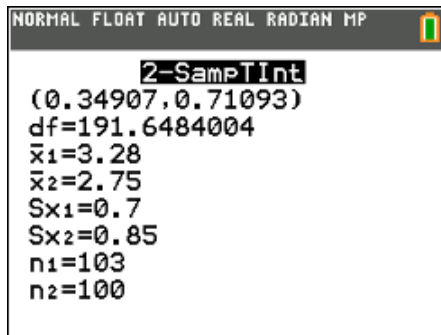 NORMAL FLOAT AUTO REAL RADIAN MP
2-SampTInt
(0.34907,0.71093)
df=191.6484004
x̄1=3.28
x̄2=2.75
Sx1=0.7
Sx2=0.85
n1=103
n2=100